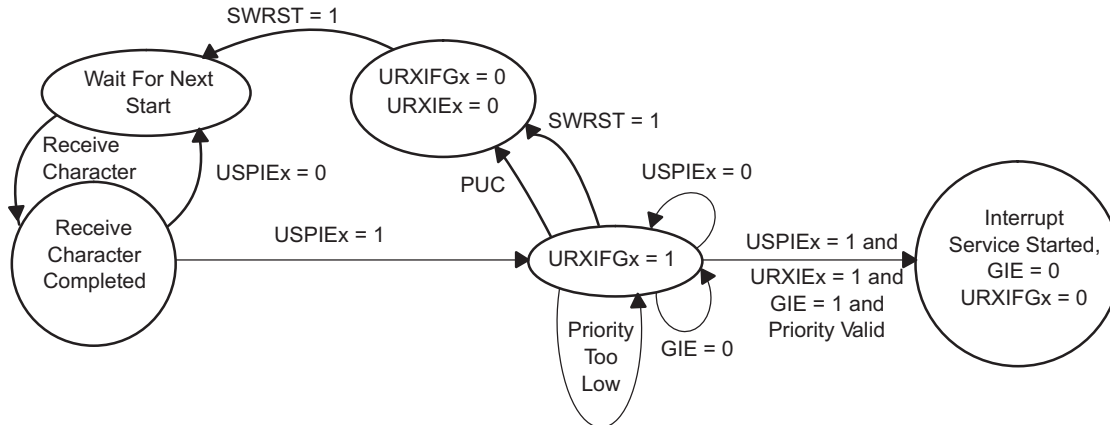 SWRST = 1
Wait For Next
Start
URXIFGx = 0
URXIEx = 0
SWRST = 1
Receive
Character
USPIEx = 0
PUC
USPIEx = 0
Receive
Character
Completed
USPIEx = 1
URXIFGx = 1
USPIEx = 1 and
URXIEx = 1 and
GIE = 1 and
Priority Valid
Interrupt
Service Started,
GIE = 0
URXIFGx = 0
Priority
Too
Low
GIE = 0